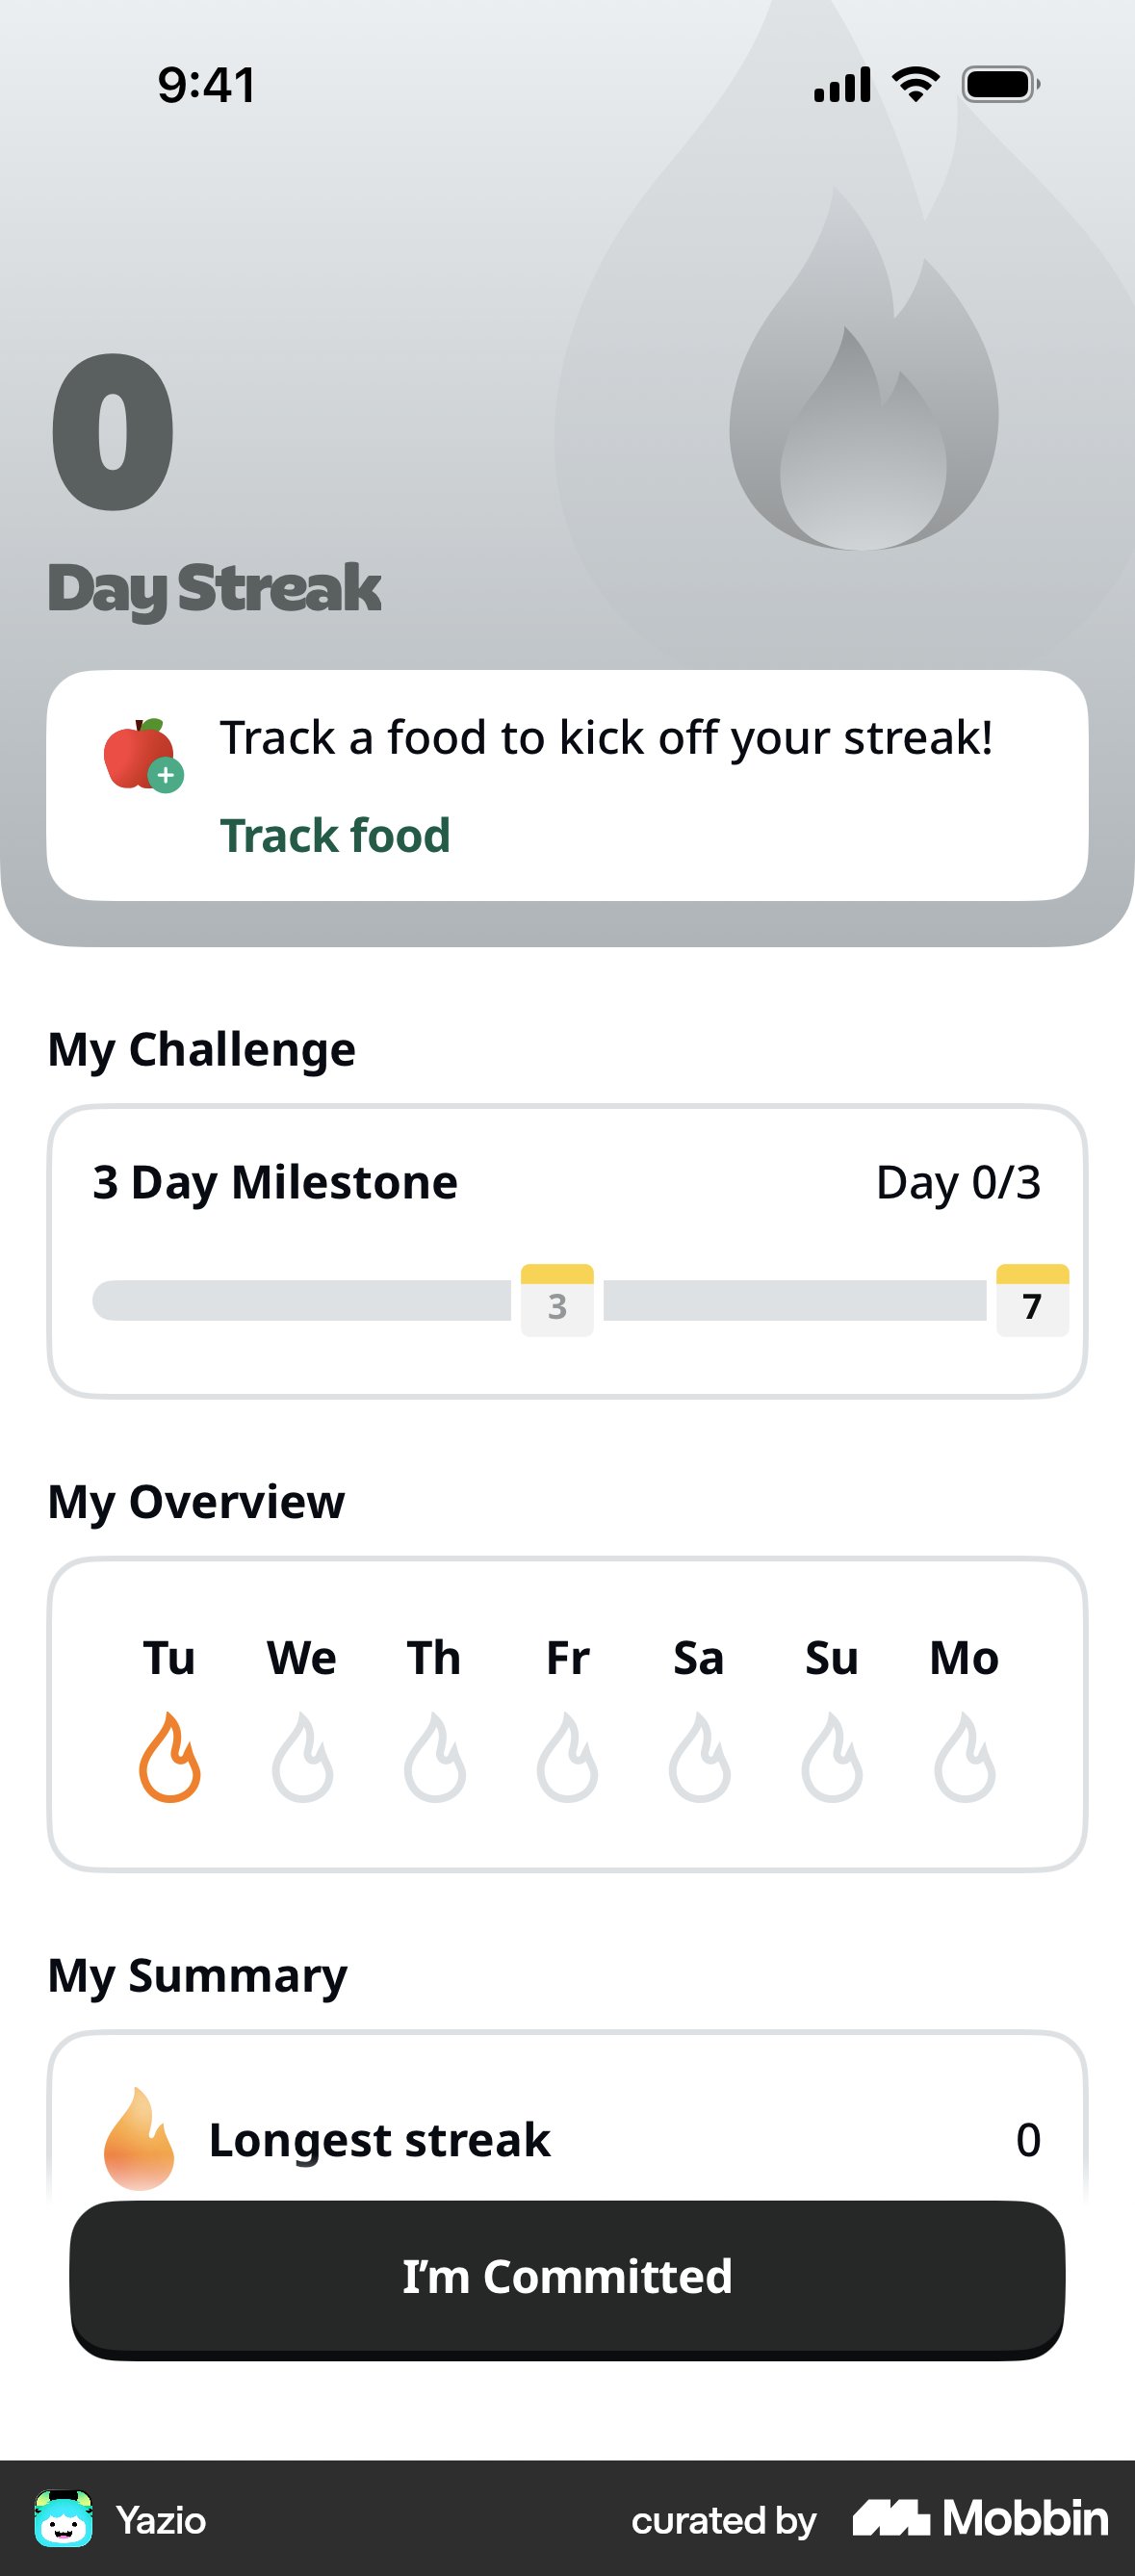 9:41
0
Day Streak
Track a food to kick off your streak!
Track food
My Challenge
3 Day Milestone Day 0/3
3 7
My Overview
Tu We Th Fr Sa Su Mo
My Summary
Longest streak 0
I’m Committed
Yazio curated by Mobbin